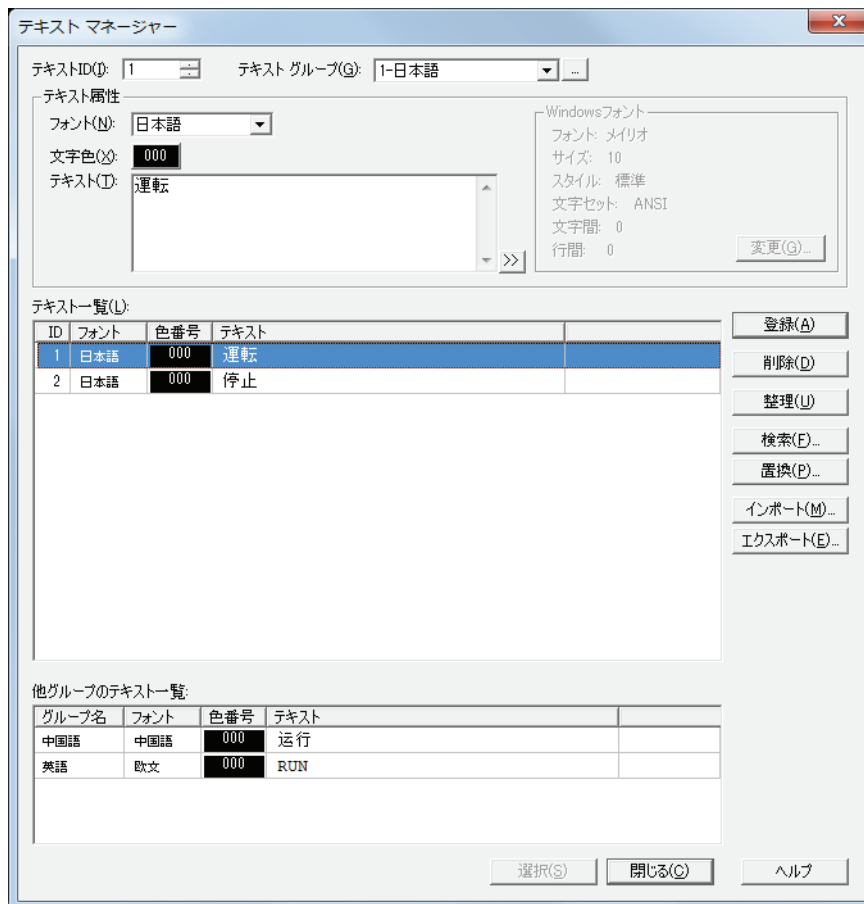 テキスト マネージャー
テキストID(I): 1 テキスト グループ(G): 1-日本語 ...
テキスト属性
フォント(N): 日本語
文字色(X): 000
テキスト(T): 運転
>>
Windowsフォント
フォント: メイリオ
サイズ: 10
スタイル: 標準
文字セット: ANSI
文字間: 0
行間: 0
変更(G)...
テキスト一覧(L):
ID フォント 色番号 テキスト
1 日本語 000 運転
2 日本語 000 停止
登録(A)
削除(D)
整理(U)
検索(F)...
置換(P)...
インポート(M)...
エクスポート(E)...
他グループのテキスト一覧:
グループ名 フォント 色番号 テキスト
中国語 中国語 000 运行
英語 欧文 000 RUN
選択(S) 閉じる(C) ヘルプ